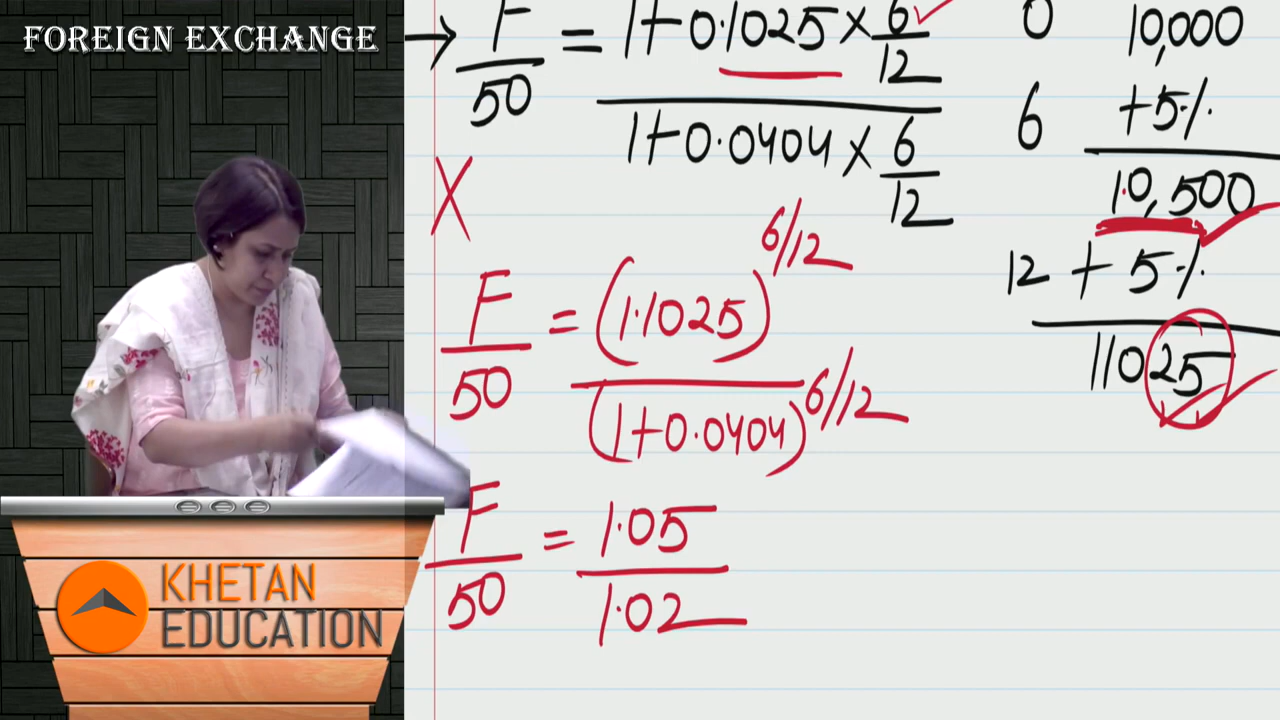 FOREIGN EXCHANGE
→ F/50 = (1+0.1025×6/12)/(1+0.0404×6/12)
X
F/50 = (1.1025)^6/12/(1+0.0404)^6/12
F/50 = 1.05/1.02
0 10,000
6 +5%
10,500
12 +5%
11025
KHETAN
EDUCATION